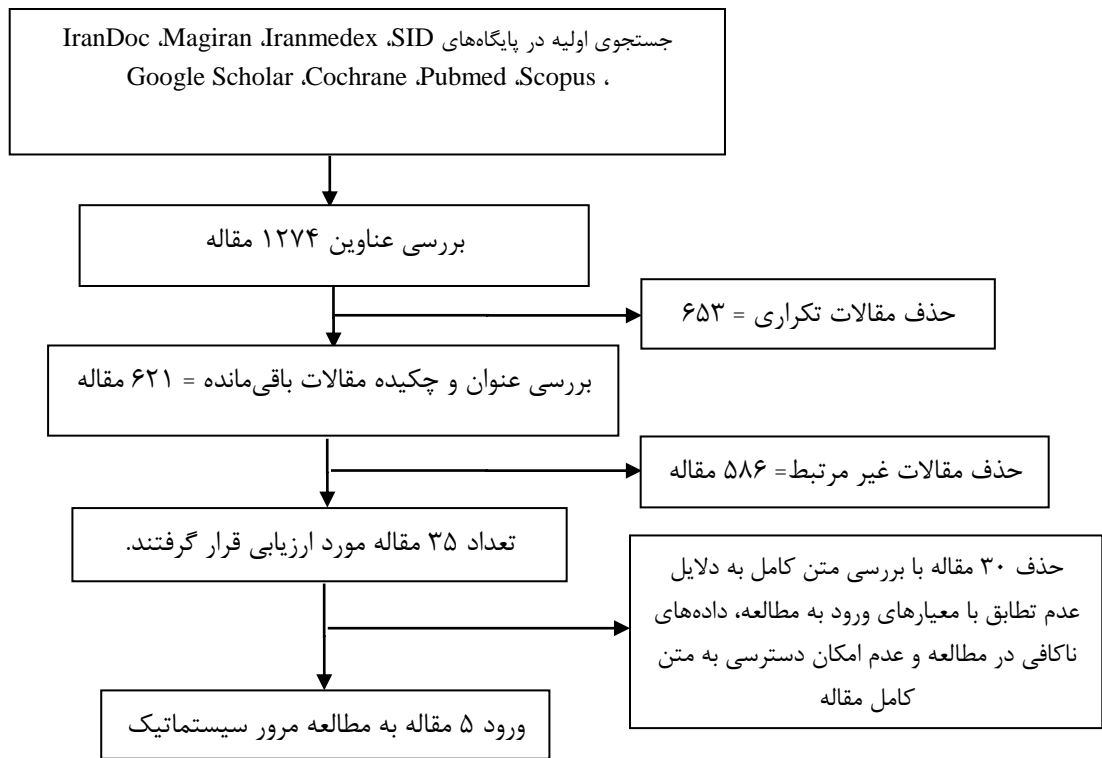 جستجوی اولیه در پایگاه‌های IranDoc ،Magiran ،Iranmedex ،SID
Google Scholar ،Cochrane ،Pubmed ،Scopus ،
بررسی عناوین ۱۲۷۴ مقاله
حذف مقالات تکراری = ۶۵۳
بررسی عنوان و چکیده مقالات باقی‌مانده = ۶۲۱ مقاله
حذف مقالات غیر مرتبط= ۵۸۶ مقاله
تعداد ۳۵ مقاله مورد ارزیابی قرار گرفتند.
حذف ۳۰ مقاله با بررسی متن کامل به دلایل
عدم تطابق با معیارهای ورود به مطالعه، داده‌های
ناکافی در مطالعه و عدم امکان دسترسی به متن
کامل مقاله
ورود ۵ مقاله به مطالعه مرور سیستماتیک